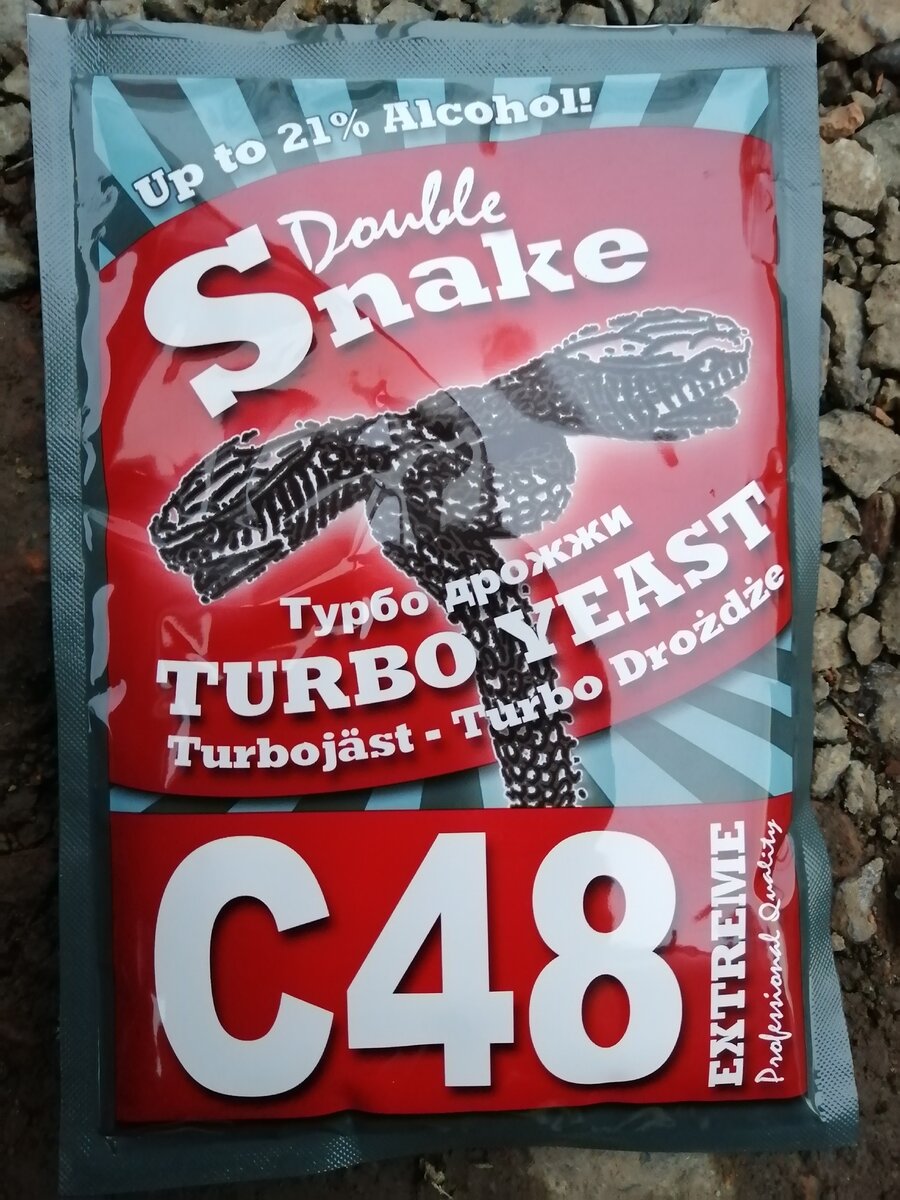 Up to 21% Alcohol!
Double
Snake
Турбо дрожжи
TURBO YEAST
Turbojäst - Turbo Drożdże
C48
EXTREME
Professional Quality